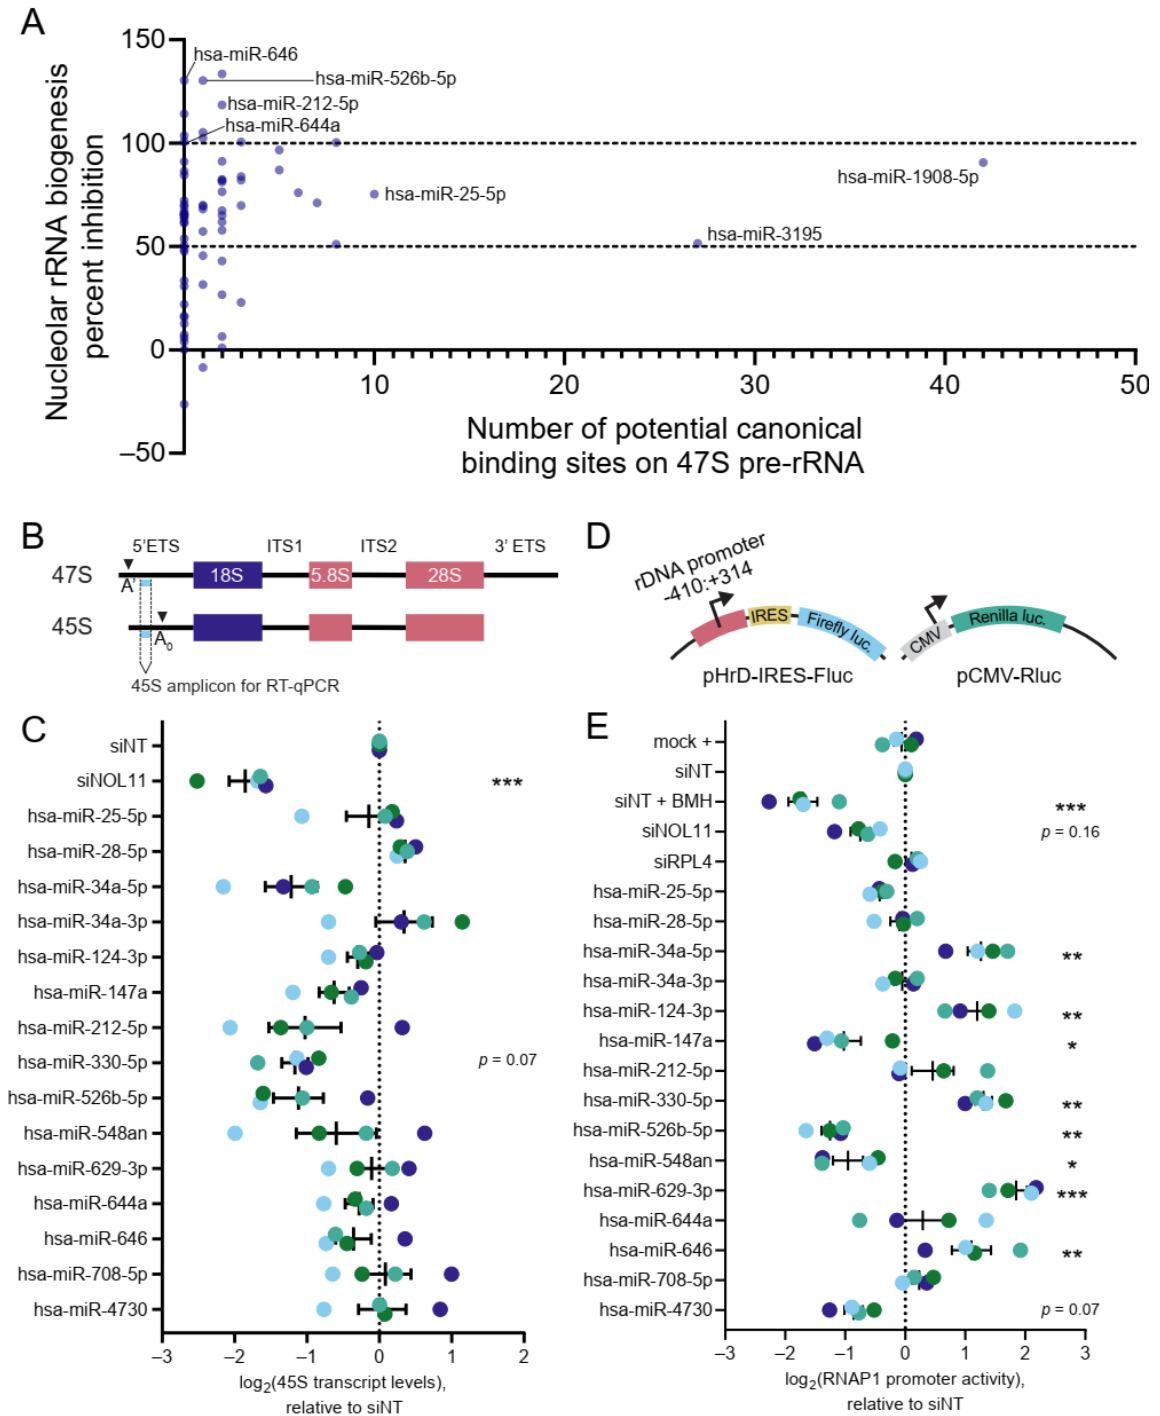 A
Nucleolar rRNA biogenesis
percent inhibition
150
100
50
0
−50
hsa-miR-646
hsa-miR-526b-5p
hsa-miR-212-5p
hsa-miR-644a
hsa-miR-25-5p
hsa-miR-1908-5p
hsa-miR-3195
10
20
30
40
50
Number of potential canonical
binding sites on 47S pre-rRNA
B
5'ETS
ITS1
ITS2
3' ETS
47S
18S
5.8S
28S
A'
45S
A0
45S amplicon for RT-qPCR
C
siNT
siNOL11
***
hsa-miR-25-5p
hsa-miR-28-5p
hsa-miR-34a-5p
hsa-miR-34a-3p
hsa-miR-124-3p
hsa-miR-147a
hsa-miR-212-5p
hsa-miR-330-5p
p = 0.07
hsa-miR-526b-5p
hsa-miR-548an
hsa-miR-629-3p
hsa-miR-644a
hsa-miR-646
hsa-miR-708-5p
hsa-miR-4730
−3
−2
−1
0
1
2
log2(45S transcript levels),
relative to siNT
D
rDNA promoter
-410:+314
IRES
Firefly luc.
CMV
Renilla luc.
pHrD-IRES-Fluc
pCMV-Rluc
E
mock +
siNT
siNT + BMH
***
siNOL11
p = 0.16
siRPL4
hsa-miR-25-5p
hsa-miR-28-5p
hsa-miR-34a-5p
**
hsa-miR-34a-3p
hsa-miR-124-3p
**
hsa-miR-147a
*
hsa-miR-212-5p
hsa-miR-330-5p
**
hsa-miR-526b-5p
**
hsa-miR-548an
*
hsa-miR-629-3p
***
hsa-miR-644a
hsa-miR-646
**
hsa-miR-708-5p
hsa-miR-4730
p = 0.07
−3
−2
−1
0
1
2
3
log2(RNAP1 promoter activity),
relative to siNT